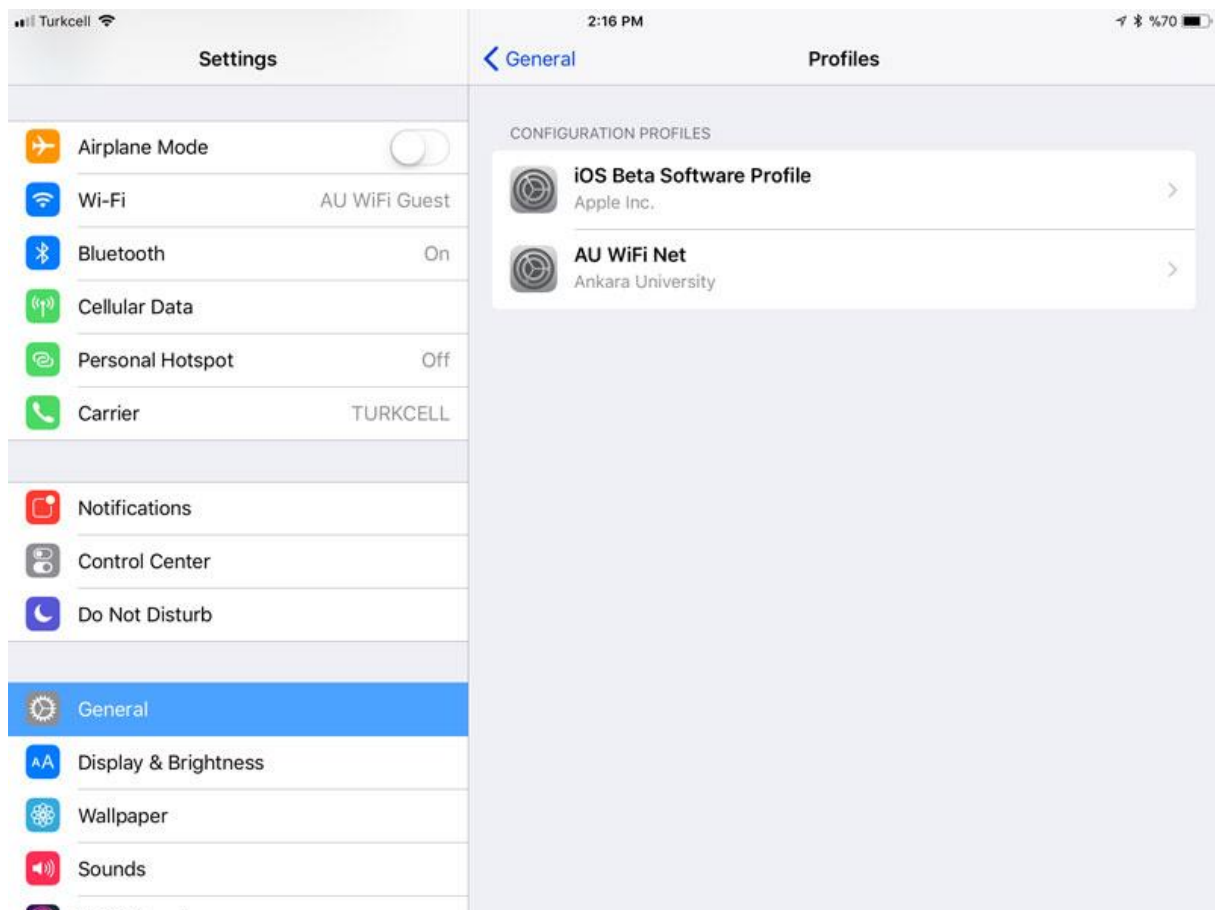 Turkcell
2:16 PM
%70
Settings
General
Profiles
Airplane Mode
Wi-Fi
AU WiFi Guest
Bluetooth
On
Cellular Data
Personal Hotspot
Off
Carrier
TURKCELL
Notifications
Control Center
Do Not Disturb
General
AA Display & Brightness
Wallpaper
Sounds
CONFIGURATION PROFILES
iOS Beta Software Profile
Apple Inc.
AU WiFi Net
Ankara University